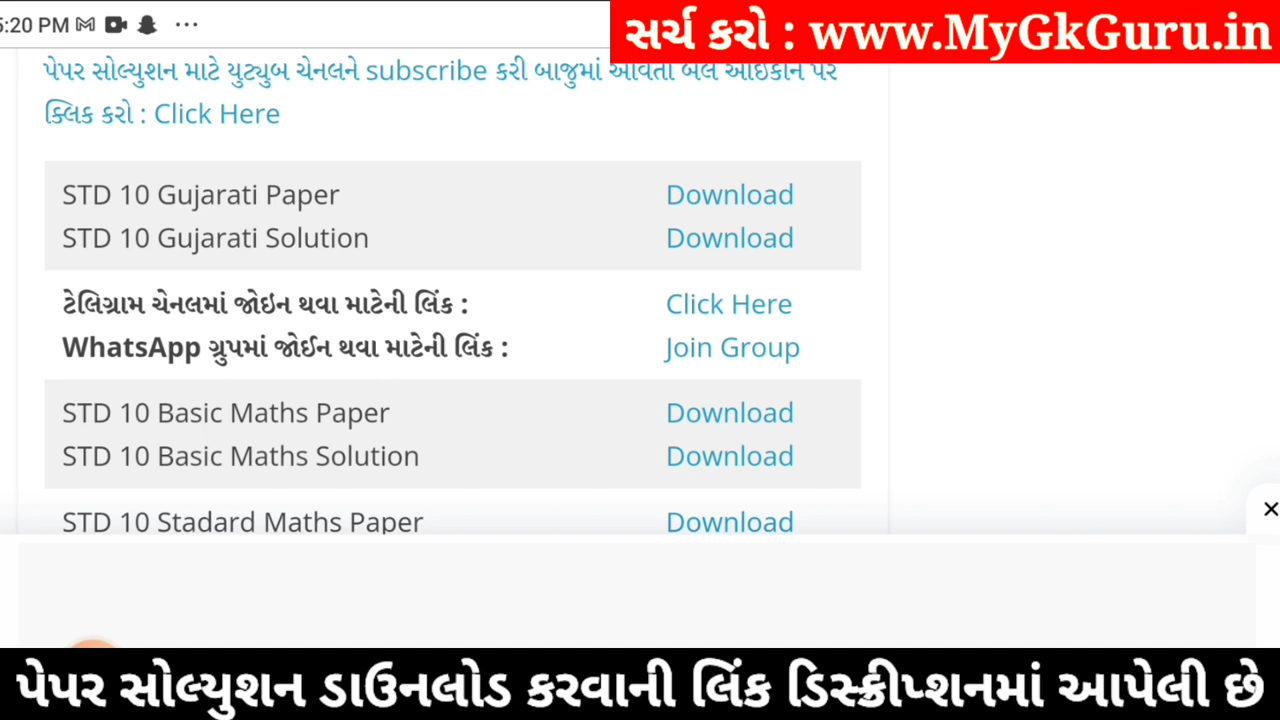 5:20 PM
સર્ચ કરો : www.MyGkGuru.in
પેપર સોલ્યુશન માટે યુટ્યુબ ચેનલને subscribe કરી બાજુમાં આવતા બેલ આઇકોન પર
ક્લિક કરો : Click Here
STD 10 Gujarati Paper Download
STD 10 Gujarati Solution Download
ટેલિગ્રામ ચેનલમાં જોઇન થવા માટેની લિંક : Click Here
WhatsApp ગ્રુપમાં જોઈન થવા માટેની લિંક : Join Group
STD 10 Basic Maths Paper Download
STD 10 Basic Maths Solution Download
STD 10 Stadard Maths Paper Download
પેપર સોલ્યુશન ડાઉનલોડ કરવાની લિંક ડિસ્ક્રીપ્શનમાં આપેલી છે